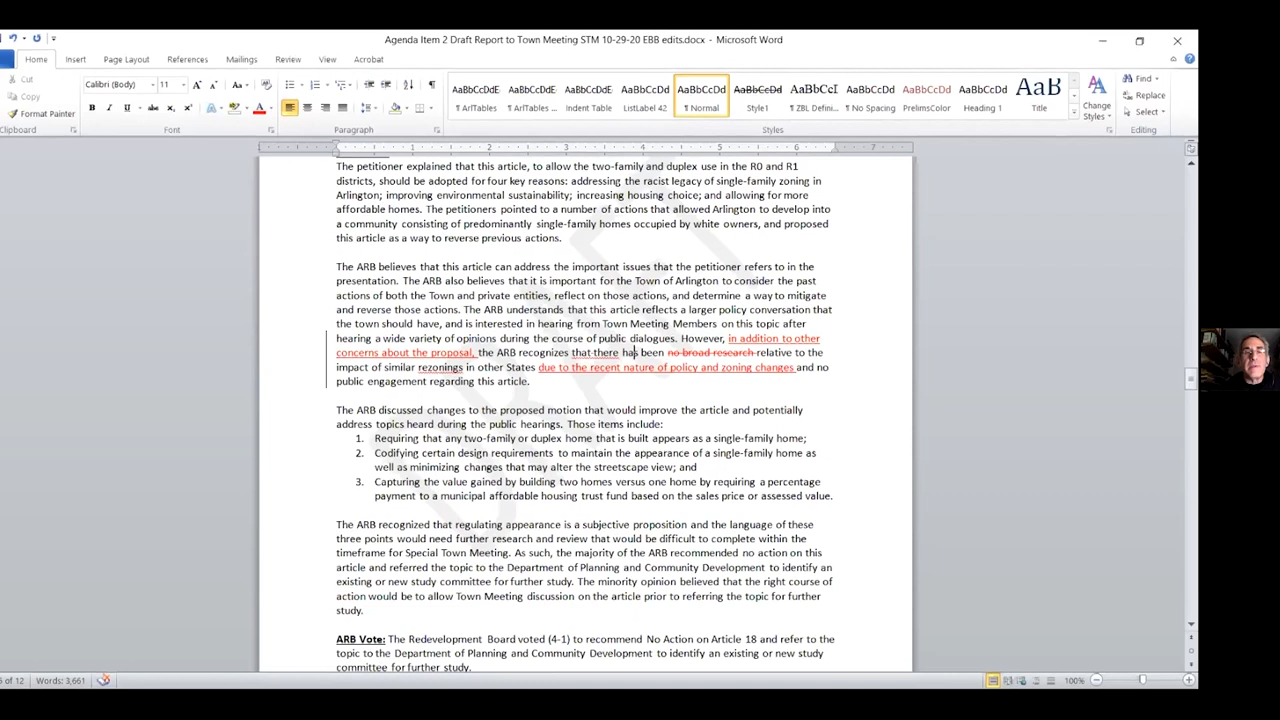 Agenda Item 2 Draft Report to Town Meeting STM 10-29-20 EBB edits.docx - Microsoft Word
Home Insert Page Layout References Mailings Review View Acrobat
Cut
Copy
Format Painter
Clipboard
Calibri (Body) 11
Font
Paragraph
AaBbCcDdE AaBbCcDdE AaBbCcDdE AaBbCcDd AaBbCcDd AaBbCcDd AaBbCcI AaBbCcDd AaBbCcDd AaBbCcDd AaB
¶ ArlTables ¶ ArlTables ... Indent Table ListLABEL 42 ¶ Normal Style1 ¶ ZBL Defini... ¶ No Spacing PrelimsColor Heading 1 Title
Styles
Change Styles
Find
Replace
Select
Editing
1 2 3 4 5 6 7
The petitioner explained that this article, to allow the two-family and duplex use in the R0 and R1
districts, should be adopted for four key reasons: addressing the racist legacy of single-family zoning in
Arlington; improving environmental sustainability; increasing housing choice; and allowing for more
affordable homes. The petitioners pointed to a number of actions that allowed Arlington to develop into
a community consisting of predominantly single-family homes occupied by white owners, and proposed
this article as a way to reverse previous actions.
The ARB believes that this article can address the important issues that the petitioner refers to in the
presentation. The ARB also believes that it is important for the Town of Arlington to consider the past
actions of both the Town and private entities, reflect on those actions, and determine a way to mitigate
and reverse those actions. The ARB understands that this article reflects a larger policy conversation that
the town should have, and is interested in hearing from Town Meeting Members on this topic after
hearing a wide variety of opinions during the course of public dialogues. However, in addition to other
concerns about the proposal, the ARB recognizes that there has been no broad research relative to the
impact of similar rezonings in other States due to the recent nature of policy and zoning changes and no
public engagement regarding this article.
The ARB discussed changes to the proposed motion that would improve the article and potentially
address topics heard during the public hearings. Those items include:
1. Requiring that any two-family or duplex home that is built appears as a single-family home;
2. Codifying certain design requirements to maintain the appearance of a single-family home as
well as minimizing changes that may alter the streetscape view; and
3. Capturing the value gained by building two homes versus one home by requiring a percentage
payment to a municipal affordable housing trust fund based on the sales price or assessed value.
The ARB recognized that regulating appearance is a subjective proposition and the language of these
three points would need further research and review that would be difficult to complete within the
timeframe for Special Town Meeting. As such, the majority of the ARB recommended no action on this
article and referred the topic to the Department of Planning and Community Development to identify an
existing or new study committee for further study. The minority opinion believed that the right course of
action would be to allow Town Meeting discussion on the article prior to referring the topic for further
study.
ARB Vote: The Redevelopment Board voted (4-1) to recommend No Action on Article 18 and refer to the
topic to the Department of Planning and Community Development to identify an existing or new study
committee for further study.
DRAFT
of 12 Words: 3,661 100%